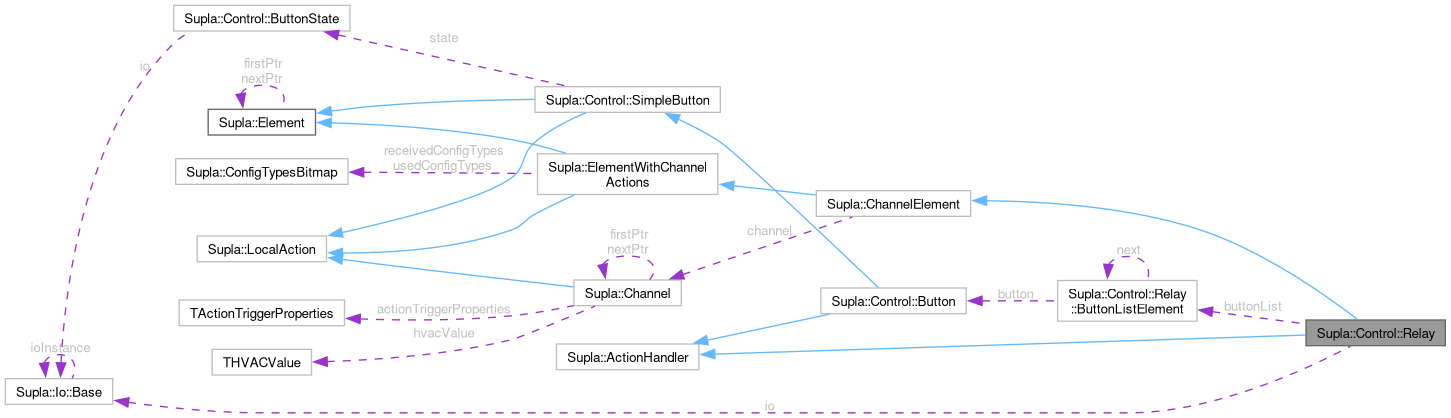 Supla::Control::ButtonState
state
io
firstPtr
nextPtr
Supla::Control::SimpleButton
Supla::Element
receivedConfigTypes
usedConfigTypes
Supla::ElementWithChannel
Actions
Supla::ConfigTypesBitmap
Supla::ChannelElement
channel
firstPtr
nextPtr
Supla::LocalAction
next
Supla::Channel
button
Supla::Control::Relay
::ButtonListElement
Supla::Control::Button
buttonList
actionTriggerProperties
TActionTriggerProperties
hvacValue
Supla::Control::Relay
ioInstance
THVACValue
Supla::ActionHandler
Supla::Io::Base
io